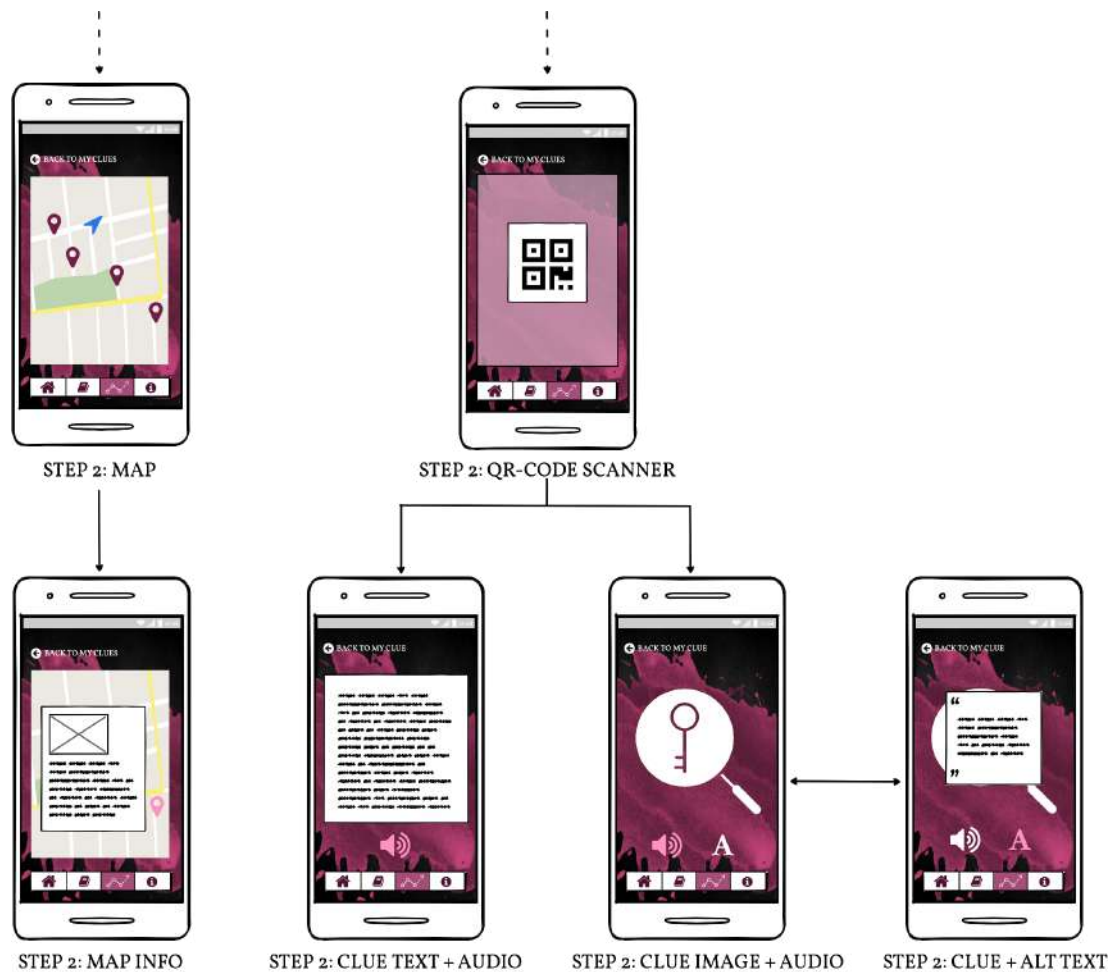 BACK TO MY CLUES
BACK TO MY CLUES
STEP 2: MAP
STEP 2: QR-CODE SCANNER
BACK TO MY CLUES
BACK TO MY CLUE
BACK TO MY CLUE
A
BACK TO MY CLUE
“
”
A
STEP 2: MAP INFO
STEP 2: CLUE TEXT + AUDIO
STEP 2: CLUE IMAGE + AUDIO
STEP 2: CLUE + ALT TEXT